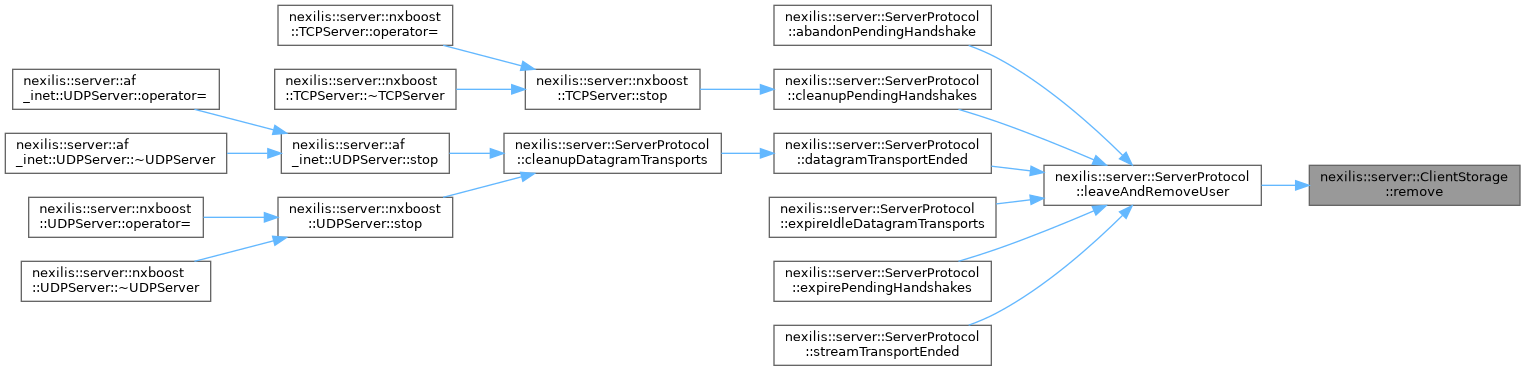 nexilis::server::nxboost
::TCPServer::operator=
nexilis::server::ServerProtocol
::abandonPendingHandshake
nexilis::server::af
_inet::UDPServer::operator=
nexilis::server::nxboost
::TCPServer::~TCPServer
nexilis::server::nxboost
::TCPServer::stop
nexilis::server::ServerProtocol
::cleanupPendingHandshakes
nexilis::server::af
_inet::UDPServer::~UDPServer
nexilis::server::af
_inet::UDPServer::stop
nexilis::server::ServerProtocol
::cleanupDatagramTransports
nexilis::server::ServerProtocol
::datagramTransportEnded
nexilis::server::ServerProtocol
::leaveAndRemoveUser
nexilis::server::ClientStorage
::remove
nexilis::server::nxboost
::UDPServer::operator=
nexilis::server::nxboost
::UDPServer::stop
nexilis::server::ServerProtocol
::expireIdleDatagramTransports
nexilis::server::nxboost
::UDPServer::~UDPServer
nexilis::server::ServerProtocol
::expirePendingHandshakes
nexilis::server::ServerProtocol
::streamTransportEnded